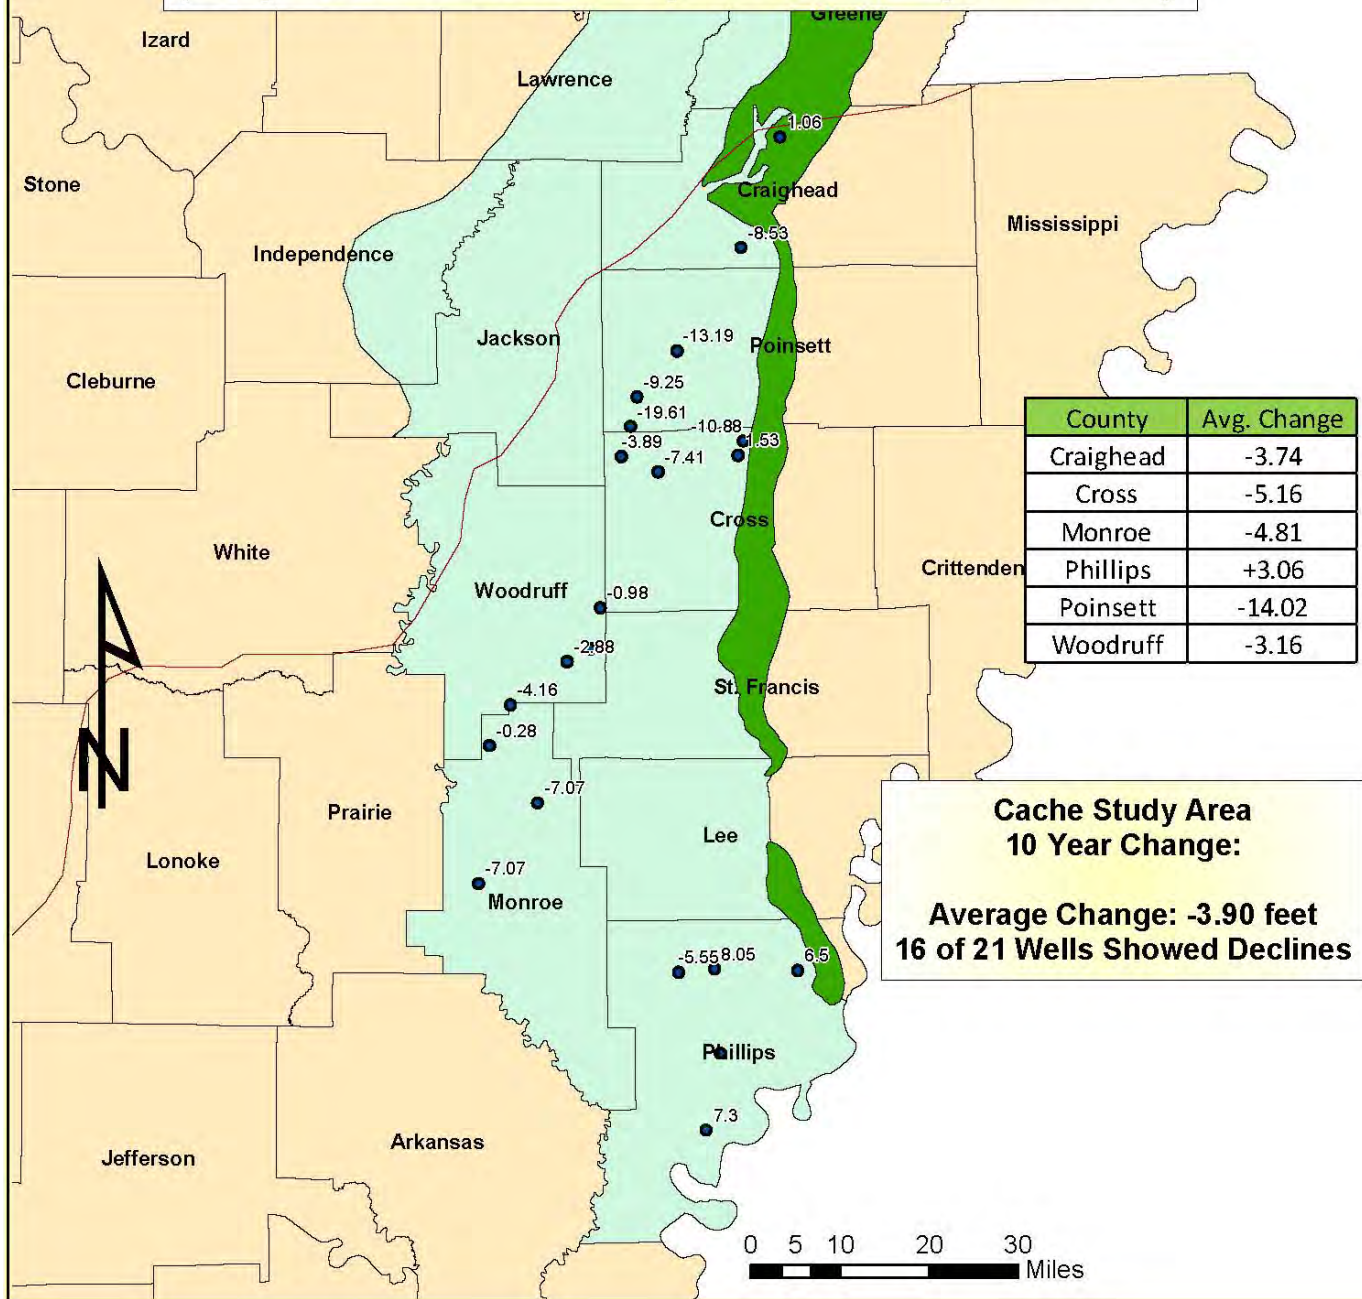 Greene
Izard
Lawrence
1.06
Stone
Craighead
Mississippi
-8.53
Independence
-13.19
Jackson
Poinsett
Cleburne
-9.25
-19.61
-10.88
-3.89
1.53
-7.41
County Avg. Change
Craighead -3.74
Cross -5.16
Monroe -4.81
Phillips +3.06
Poinsett -14.02
Woodruff -3.16
Cross
White
Crittenden
Woodruff
-0.98
-2.88
St. Francis
-4.16
-0.28
N
-7.07
Prairie
Lee
Lonoke
-7.07
Monroe
Cache Study Area
10 Year Change:
Average Change: -3.90 feet
16 of 21 Wells Showed Declines
-5.55
8.05
6.5
Phillips
7.3
Arkansas
Jefferson
0 5 10 20 30
Miles